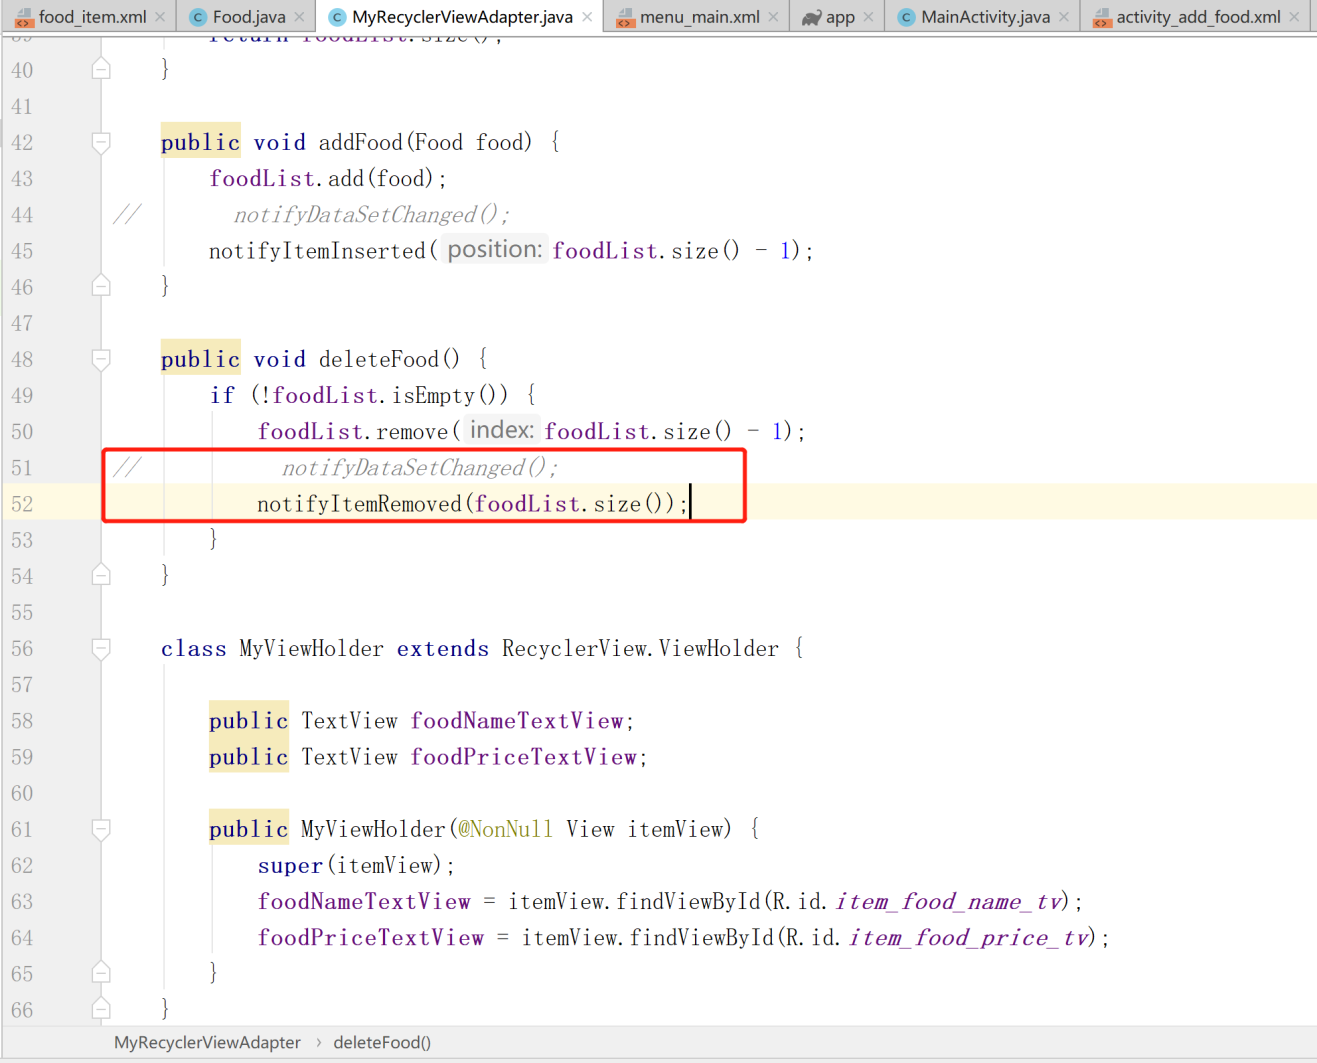 food_item.xml Food.java MyRecyclerViewAdapter.java menu_main.xml app MainActivity.java activity_add_food.xml
39 return foodList.size();
40 }
41
42 public void addFood(Food food) {
43 foodList.add(food);
44 // notifyDataSetChanged();
45 notifyItemInserted( position: foodList.size() - 1);
46 }
47
48 public void deleteFood() {
49 if (!foodList.isEmpty()) {
50 foodList.remove( index: foodList.size() - 1);
51 // notifyDataSetChanged();
52 notifyItemRemoved(foodList.size());
53 }
54 }
55
56 class MyViewHolder extends RecyclerView.ViewHolder {
57
58 public TextView foodNameTextView;
59 public TextView foodPriceTextView;
60
61 public MyViewHolder(@NonNull View itemView) {
62 super(itemView);
63 foodNameTextView = itemView.findViewById(R.id.item_food_name_tv);
64 foodPriceTextView = itemView.findViewById(R.id.item_food_price_tv);
65 }
66 }
MyRecyclerViewAdapter › deleteFood()